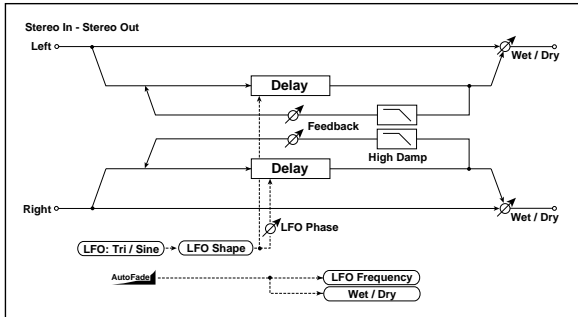 Stereo In - Stereo Out
Left
Wet / Dry
Delay
Feedback
High Damp
Delay
Right
Wet / Dry
LFO Phase
LFO: Tri / Sine
LFO Shape
AutoFade
LFO Frequency
Wet / Dry